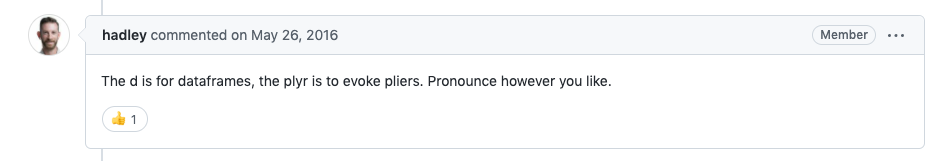 hadley commented on May 26, 2016
Member
The d is for dataframes, the plyr is to evoke pliers. Pronounce however you like.
👍 1